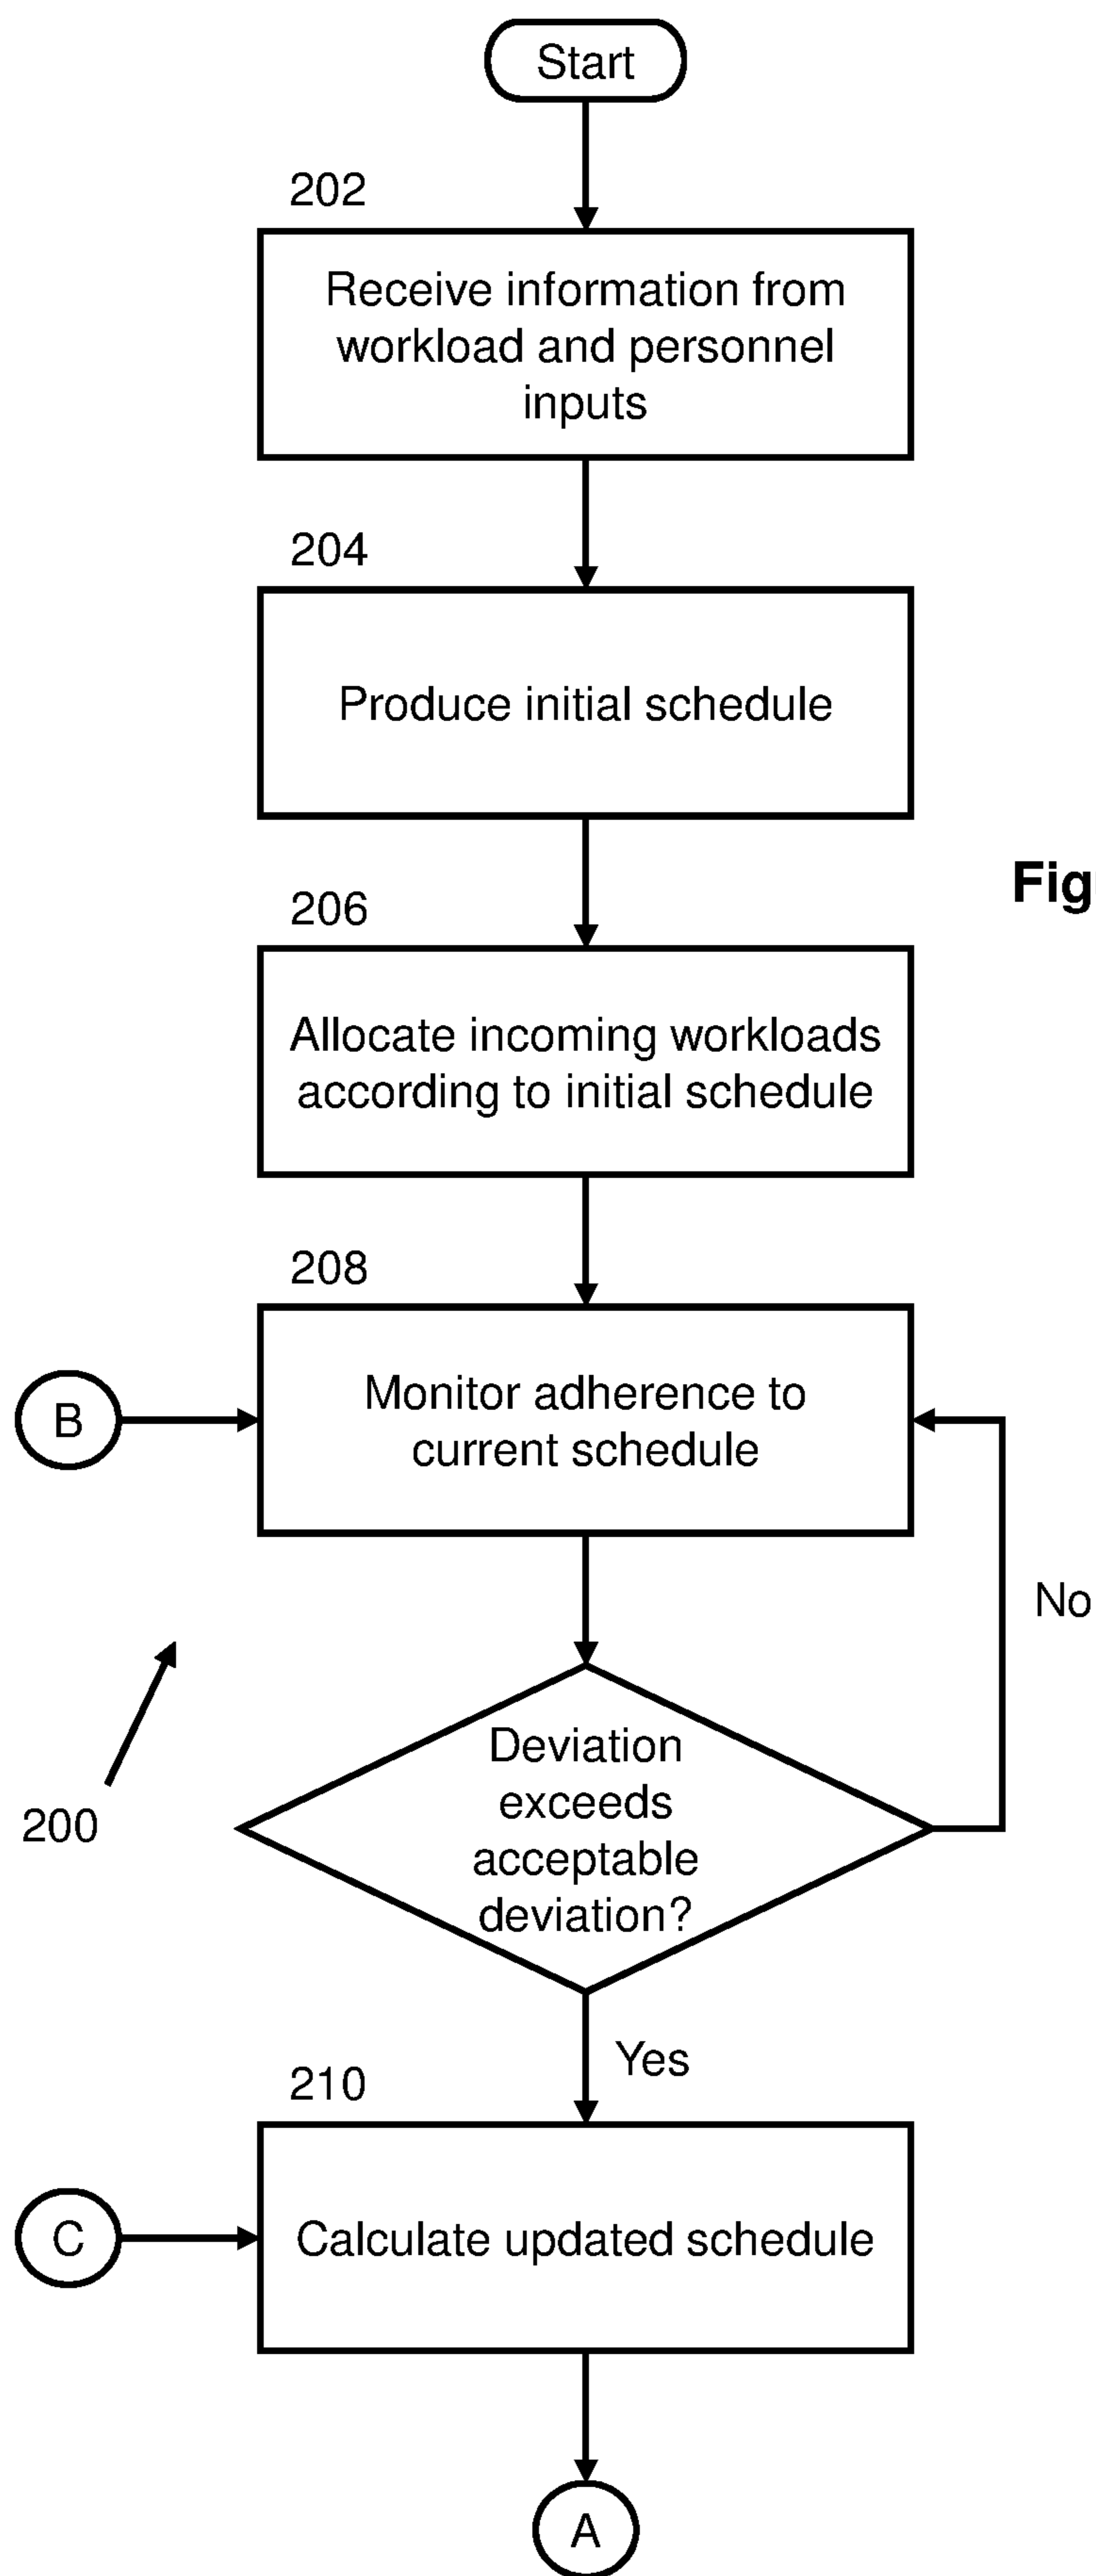 Start
202
Receive information from
workload and personnel
inputs
204
Produce initial schedule
Fig
206
Allocate incoming workloads
according to initial schedule
208
Monitor adherence to
current schedule
B
No
Deviation
exceeds
acceptable
deviation?
200
Yes
210
Calculate updated schedule
C
A